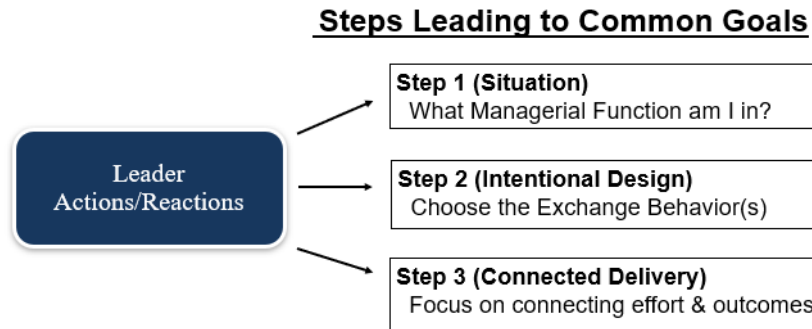 Steps Leading to Common Goals
Step 1 (Situation)
What Managerial Function am I in?
Leader
Actions/Reactions
Step 2 (Intentional Design)
Choose the Exchange Behavior(s)
Step 3 (Connected Delivery)
Focus on connecting effort & outcomes